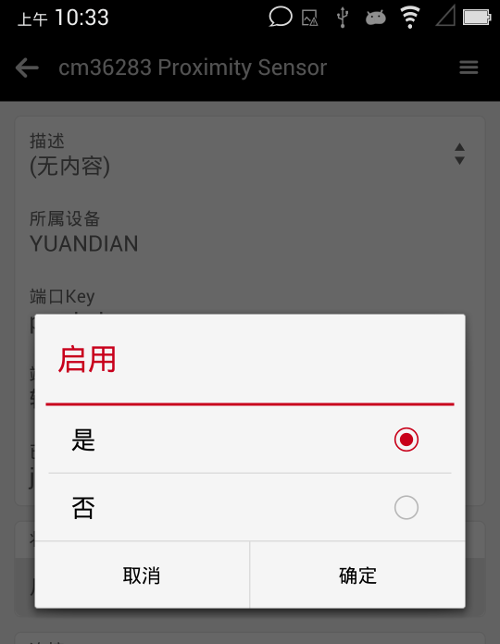 上午 10:33
cm36283 Proximity Sensor
描述
(无内容)
所属设备
YUANDIAN
端口Key
启用
是
否
取消
确定